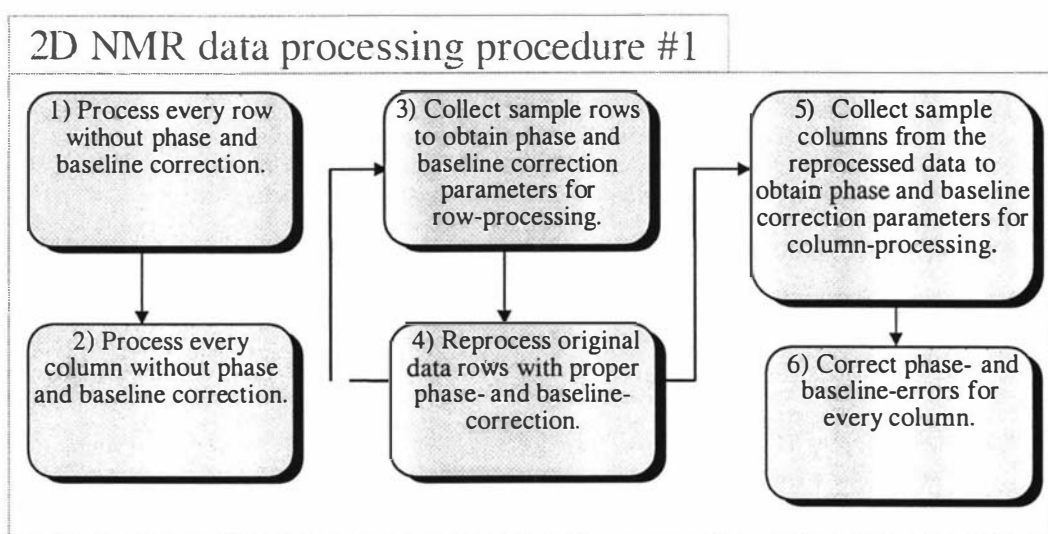 2D NMR data processing procedure #1
1) Process every row
without phase and
baseline correction.
2) Process every
column without phase
and baseline correction.
3) Collect sample rows
to obtain phase and
baseline correction
parameters for
row-processing.
4) Reprocess original
data rows with proper
phase- and baseline-
correction.
5) Collect sample
columns from the
reprocessed data to
obtain phase and baseline
correction parameters for
column-processing.
6) Correct phase- and
baseline-errors for
every column.